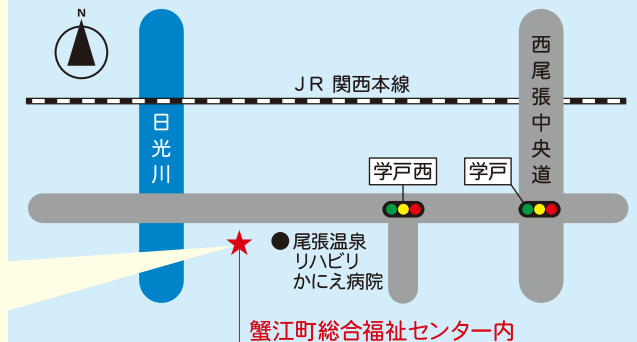 N
JR 関西本線
西尾張中央道
日光川
学戸西
学戸
尾張温泉
リハビリ
かにえ病院
蟹江町総合福祉センター内